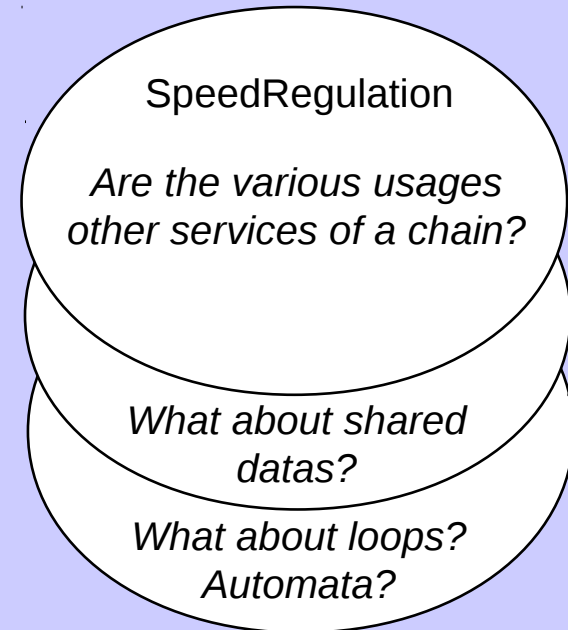 SpeedRegulation
Are the various usages
other services of a chain?
What about shared
datas?
What about loops?
Automata?